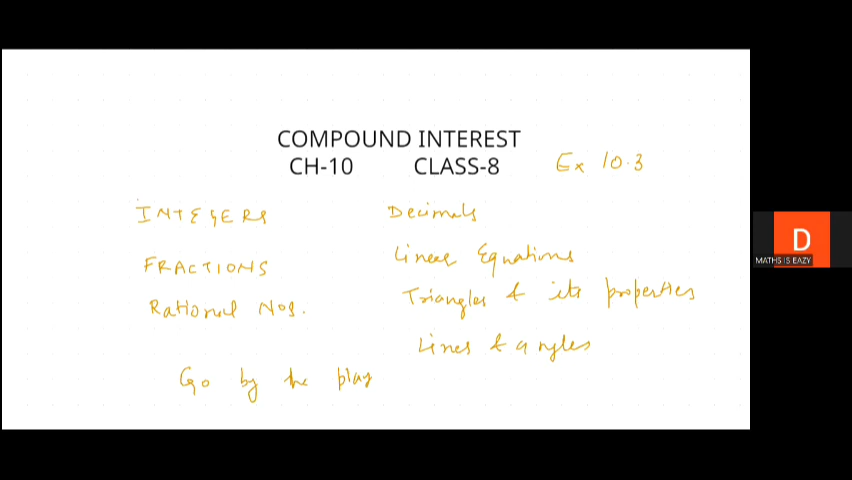 COMPOUND INTEREST
CH-10 CLASS-8 Ex 10.3
INTEGERS Decimals
FRACTIONS Linear Equations
Rational Nos. Triangles & its properties
Lines & angles
Go by the play
D
MATHS IS EAZY